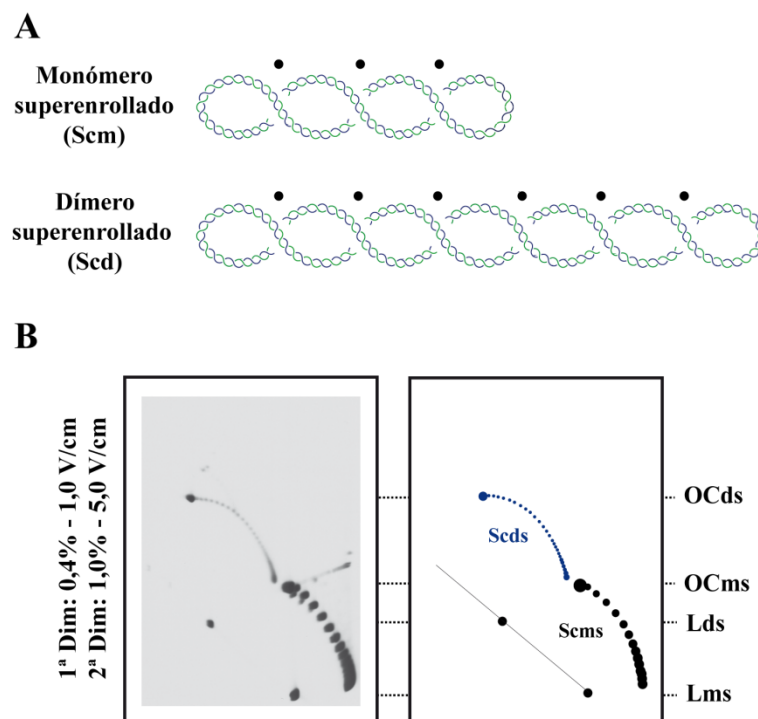 A
Monómero
superenrollado
(Scm)
Dímero
superenrollado
(Scd)
B
1ª Dim: 0,4% - 1,0 V/cm
2ª Dim: 1,0% - 5,0 V/cm
Scds
Scms
OCds
OCms
Lds
Lms